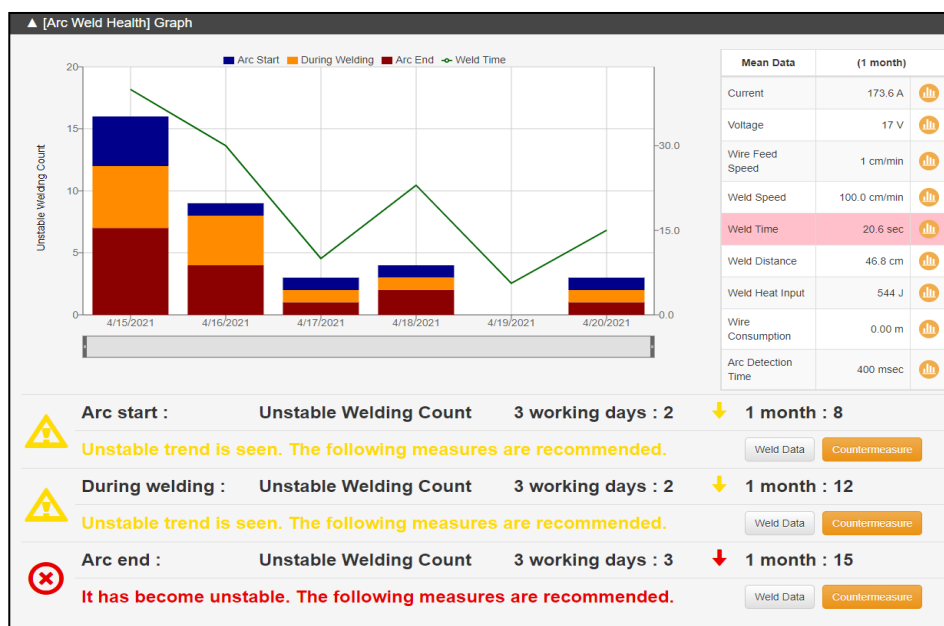 ▲ [Arc Weld Health] Graph
Arc Start During Welding Arc End Weld Time
20
15
10
5
0
Unstable Welding Count
30.0
15.0
0.0
4/15/2021 4/16/2021 4/17/2021 4/18/2021 4/19/2021 4/20/2021
Mean Data (1 month)
Current 173.6 A
Voltage 17 V
Wire Feed
Speed 1 cm/min
Weld Speed 100.0 cm/min
Weld Time 20.6 sec
Weld Distance 46.8 cm
Weld Heat Input 544 J
Wire
Consumption 0.00 m
Arc Detection
Time 400 msec
Arc start : Unstable Welding Count 3 working days : 2 1 month : 8
Unstable trend is seen. The following measures are recommended. Weld Data Countermeasure
During welding : Unstable Welding Count 3 working days : 2 1 month : 12
Unstable trend is seen. The following measures are recommended. Weld Data Countermeasure
Arc end : Unstable Welding Count 3 working days : 3 1 month : 15
It has become unstable. The following measures are recommended. Weld Data Countermeasure